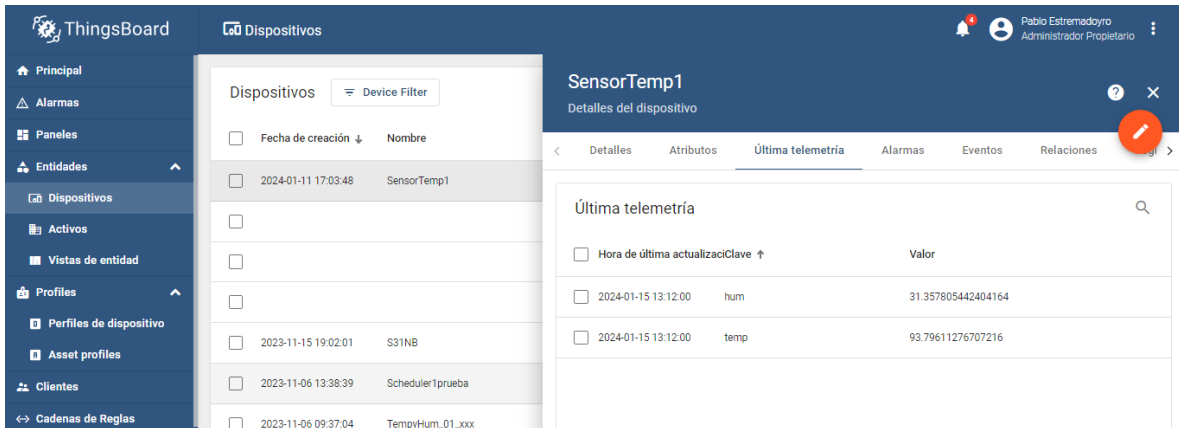 ThingsBoard
Dispositivos
4
Pablo Estremadoyro
Administrador Propietario
Principal
Alarmas
Paneles
Entidades
Dispositivos
Activos
Vistas de entidad
Profiles
Perfiles de dispositivo
Asset profiles
Clientes
Cadenas de Reglas
Dispositivos
Device Filter
Fecha de creación Nombre
2024-01-11 17:03:48 SensorTemp1
2023-11-15 19:02:01 S31NB
2023-11-06 13:38:39 Scheduler1prueba
2023-11-06 09:37:04 TempyHum_01_xxx
SensorTemp1
Detalles del dispositivo
Detalles Atributos Última telemetría Alarmas Eventos Relaciones
Última telemetría
Hora de última actualizaciClave Valor
2024-01-15 13:12:00 hum 31.357805442404164
2024-01-15 13:12:00 temp 93.79611276707216